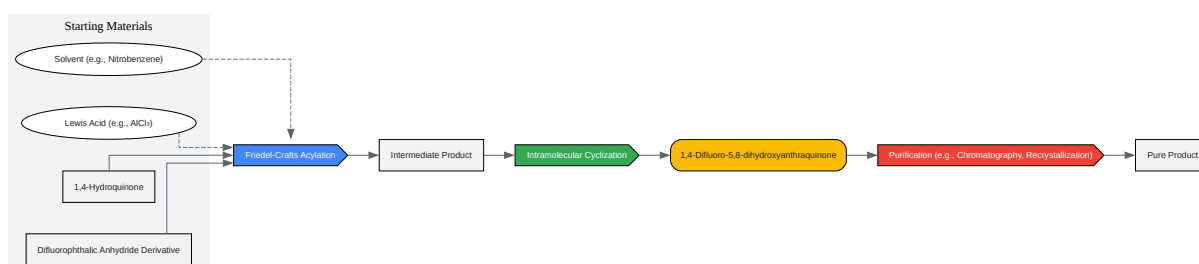 Starting Materials
Solvent (e.g., Nitrobenzene)
Lewis Acid (e.g., AlCl₃)
1,4-Hydroquinone
Difluorophthalic Anhydride Derivative
Friedel-Crafts Acylation
Intermediate Product
Intramolecular Cyclization
1,4-Difluoro-5,8-dihydroxyanthraquinone
Purification (e.g., Chromatography, Recrystallization)
Pure Product